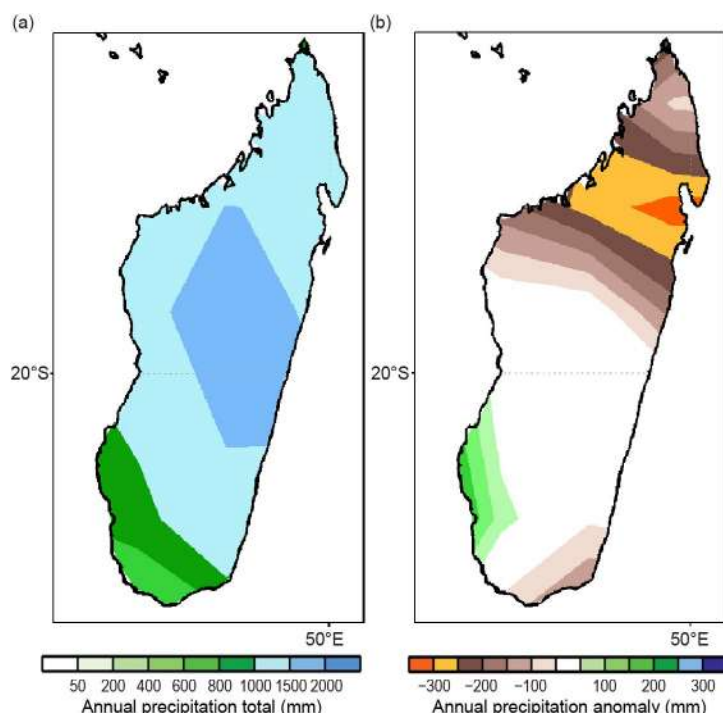 (a)
(b)
20°S
20°S
50°E
50°E
50 200 400 600 800 1000 1500 2000
Annual precipitation total (mm)
−300 −200 −100 100 200 300
Annual precipitation anomaly (mm)